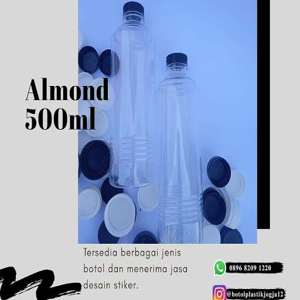 Almond
500ml
Tersedia berbagai jenis
botol dan menerima jasa
desain stiker.
0896 8209 1220
@botolplastikjogja12